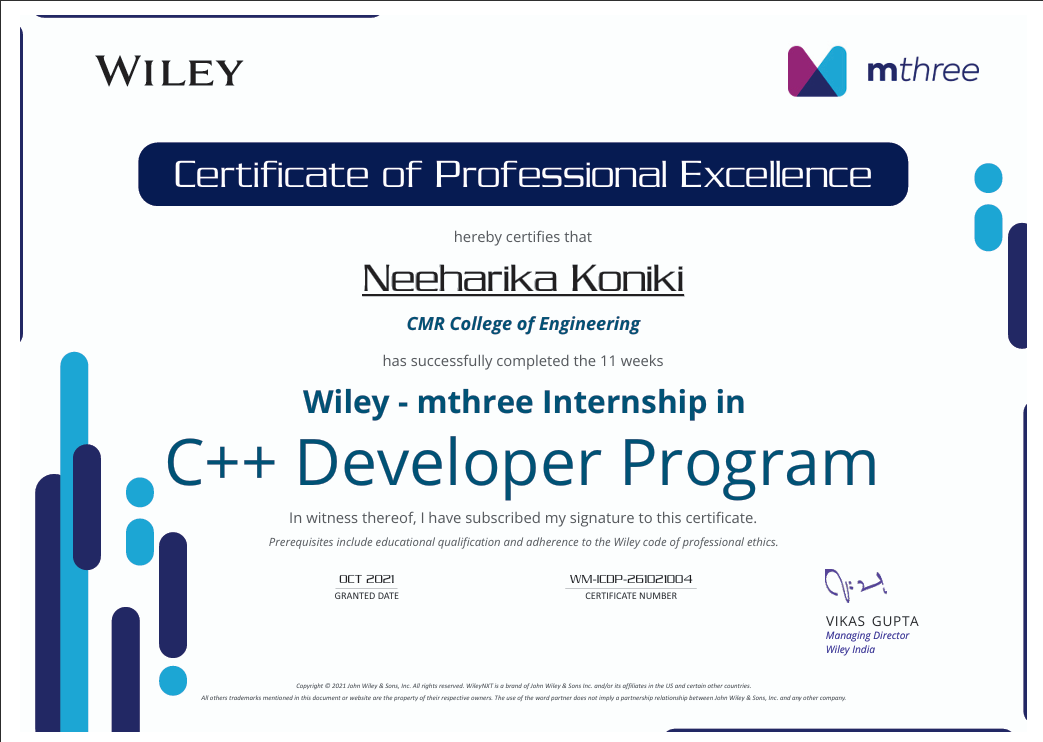 WILEY
mthree
Certificate of Professional Excellence
hereby certifies that
Neeharika Koniki
CMR College of Engineering
has successfully completed the 11 weeks
Wiley - mthree Internship in
C++ Developer Program
In witness thereof, I have subscribed my signature to this certificate.
Prerequisites include educational qualification and adherence to the Wiley code of professional ethics.
OCT 2021
GRANTED DATE
WM-ICDP-261021004
CERTIFICATE NUMBER
VIKAS GUPTA
Managing Director
Wiley India
Copyright © 2021 John Wiley & Sons, Inc. All rights reserved. WileyNXT is a brand of John Wiley & Sons Inc. and/or its affiliates in the US and certain other countries.
All others trademarks mentioned in this document or website are the property of their respective owners. The use of the word partner does not imply a partnership relationship between John Wiley & Sons, Inc. and any other company.